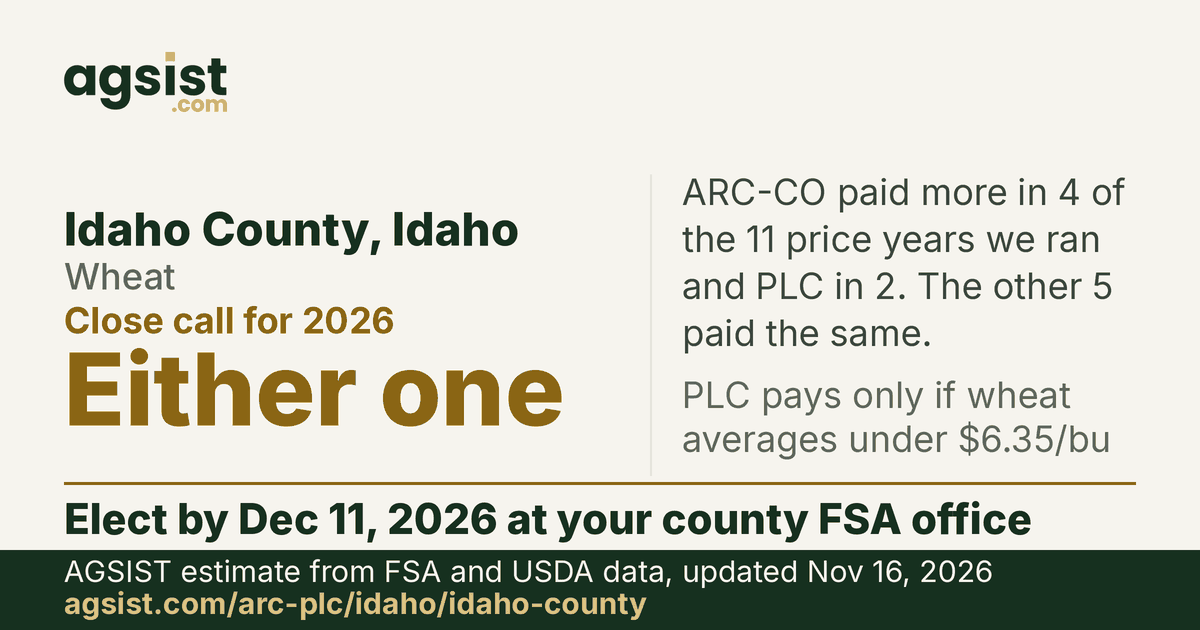 agsist
.com
Idaho County, Idaho
Wheat
Close call for 2026
Either one
ARC-CO paid more in 4 of
the 11 price years we ran
and PLC in 2. The other 5
paid the same.
PLC pays only if wheat
averages under $6.35/bu
Elect by Dec 11, 2026 at your county FSA office
AGSIST estimate from FSA and USDA data, updated Nov 16, 2026
agsist.com/arc-plc/idaho/idaho-county